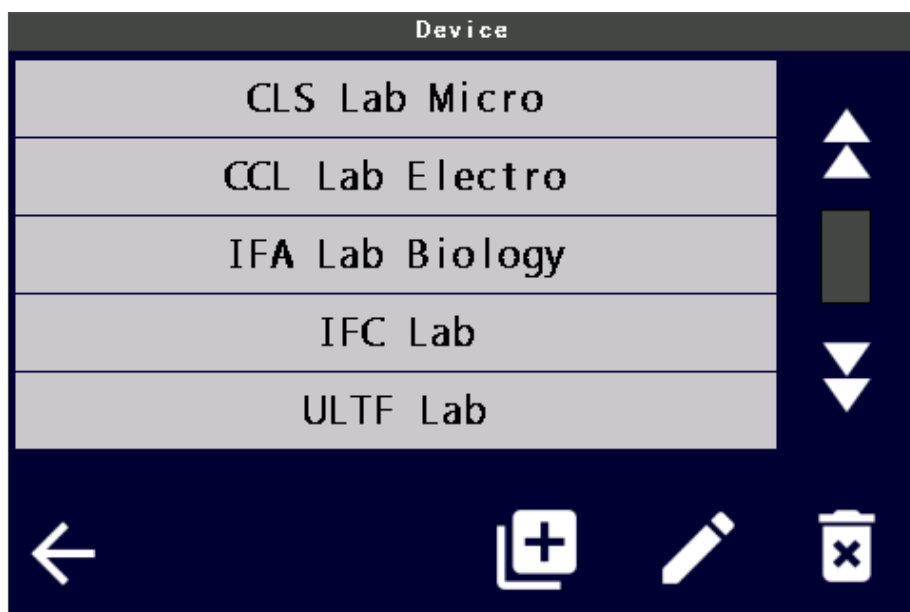 Device
CLS Lab Micro
CCL Lab Electro
IFA Lab Biology
IFC Lab
ULTF Lab